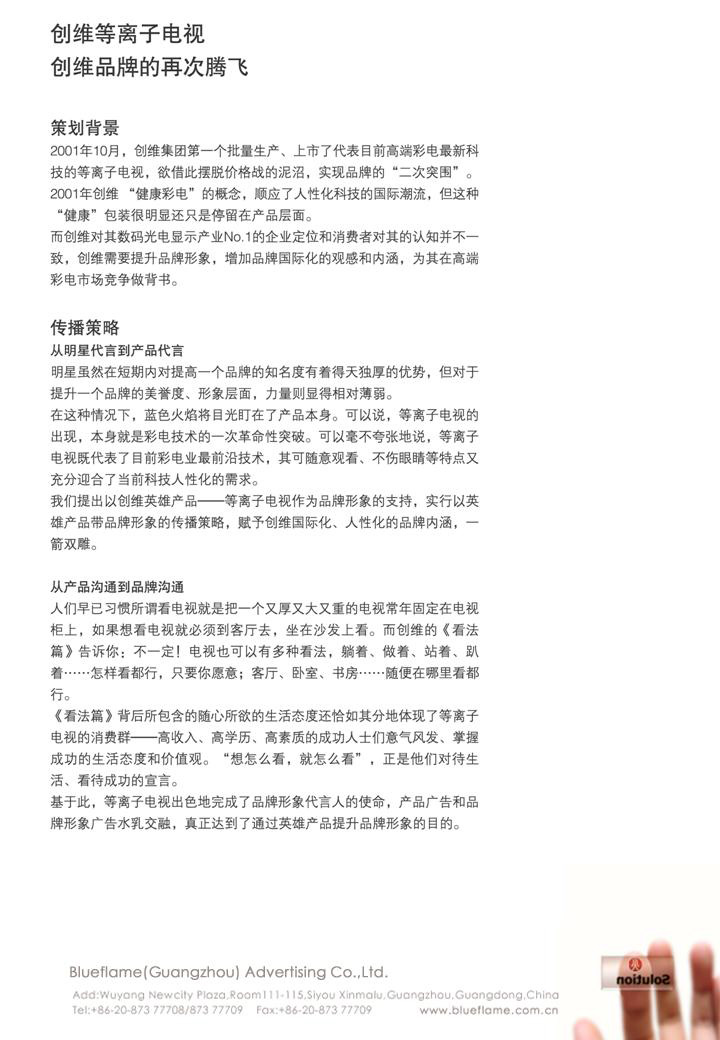 创维等离子电视
创维品牌的再次腾飞
策划背景
2001年10月，创维集团第一个批量生产、上市了代表目前高端彩电最新科
技的等离子电视，欲借此摆脱价格战的泥沼，实现品牌的“二次突围”。
2001年创维 “健康彩电”的概念，顺应了人性化科技的国际潮流，但这种
“健康”包装很明显还只是停留在产品层面。
而创维对其数码光电显示产业No.1的企业定位和消费者对其的认知并不一
致，创维需要提升品牌形象，增加品牌国际化的观感和内涵，为其在高端
彩电市场竞争做背书。
传播策略
从明星代言到产品代言
明星虽然在短期内对提高一个品牌的知名度有着得天独厚的优势，但对于
提升一个品牌的美誉度、形象层面，力量则显得相对薄弱。
在这种情况下，蓝色火焰将目光盯在了产品本身。可以说，等离子电视的
出现，本身就是彩电技术的一次革命性突破。可以毫不夸张地说，等离子
电视既代表了目前彩电业最前沿技术，其可随意观看、不伤眼睛等特点又
充分迎合了当前科技人性化的需求。
我们提出以创维英雄产品——等离子电视作为品牌形象的支持，实行以英
雄产品带品牌形象的传播策略，赋予创维国际化、人性化的品牌内涵，一
箭双雕。
从产品沟通到品牌沟通
人们早已习惯所谓看电视就是把一个又厚又大又重的电视常年固定在电视
柜上，如果想看电视就必须到客厅去，坐在沙发上看。而创维的《看法
篇》告诉你：不一定！电视也可以有多种看法，躺着、做着、站着、趴
着……怎样看都行，只要你愿意；客厅、卧室、书房……随便在哪里看都
行。
《看法篇》背后所包含的随心所欲的生活态度还恰如其分地体现了等离子
电视的消费群——高收入、高学历、高素质的成功人士们意气风发、掌握
成功的生活态度和价值观。“想怎么看，就怎么看”，正是他们对待生
活、看待成功的宣言。
基于此，等离子电视出色地完成了品牌形象代言人的使命，产品广告和品
牌形象广告水乳交融，真正达到了通过英雄产品提升品牌形象的目的。
Blueflame(Guangzhou) Advertising Co.,Ltd.
Add:Wuyang Newcity Plaza,Room111-115,Siyou Xinmalu,Guangzhou,Guangdong,China
Tel:+86-20-873 77708/873 77709 Fax:+86-20-873 77709 www.blueflame.com.cn
Solution